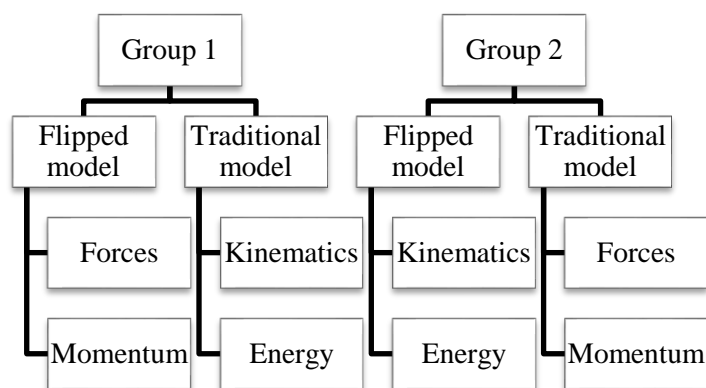 Group 1
Group 2
Flipped
model
Traditional
model
Flipped
model
Traditional
model
Forces
Kinematics
Kinematics
Forces
Momentum
Energy
Energy
Momentum